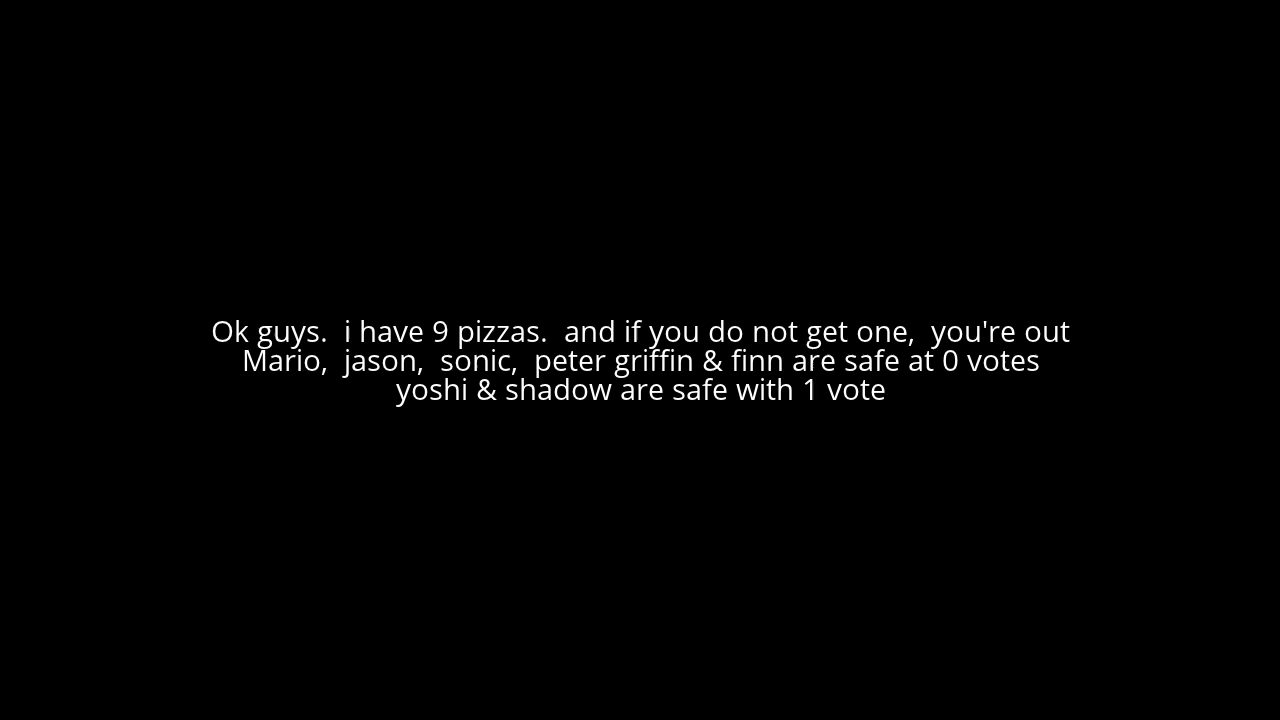 Ok guys.  i have 9 pizzas.  and if you do not get one,  you're out
Mario,  jason,  sonic,  peter griffin & finn are safe at 0 votes
yoshi & shadow are safe with 1 vote